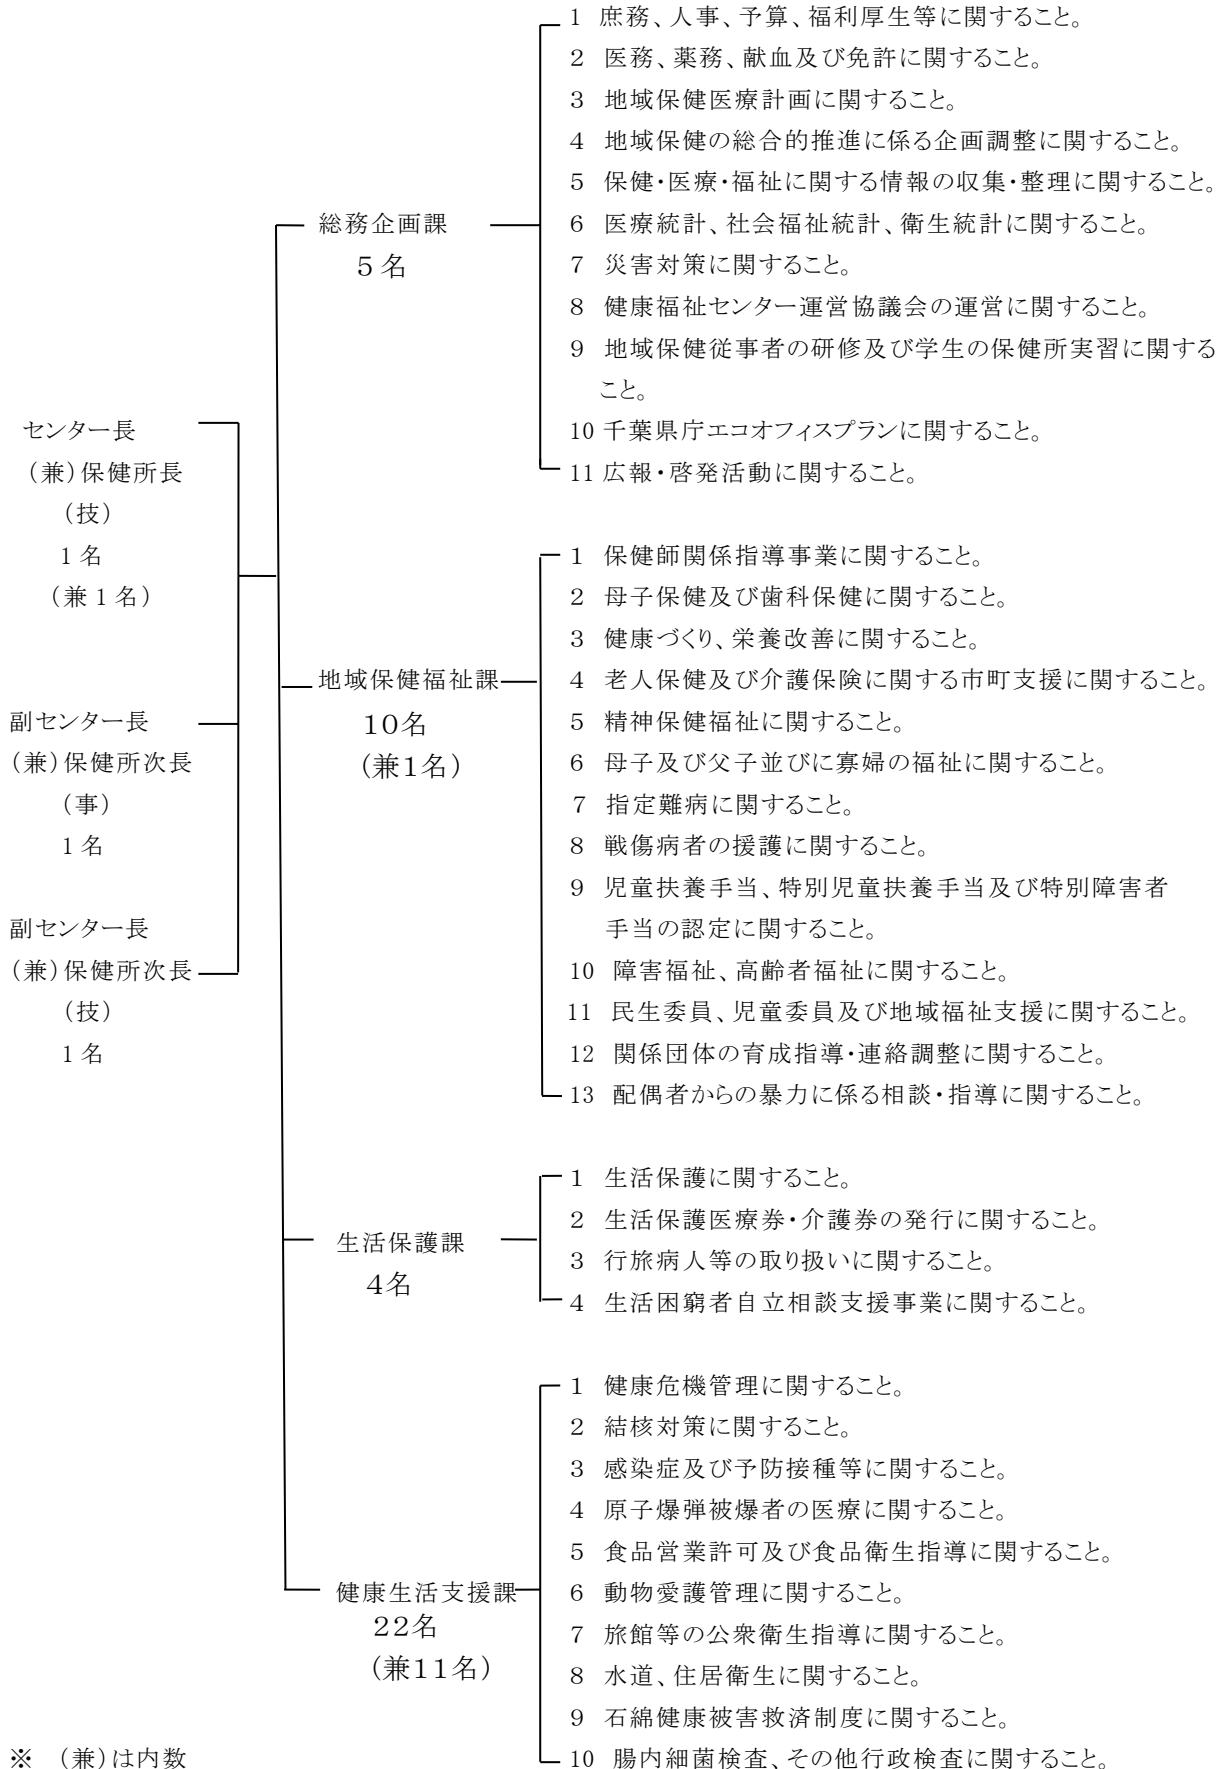 センター長
(兼)保健所長
(技)
1名
(兼1名)
副センター長
(兼)保健所次長
(事)
1名
副センター長
(兼)保健所次長
(技)
1名
総務企画課
5名
1 庶務、人事、予算、福利厚生等に関すること。
2 医務、薬務、献血及び免許に関すること。
3 地域保健医療計画に関すること。
4 地域保健の総合的推進に係る企画調整に関すること。
5 保健・医療・福祉に関する情報の収集・整理に関すること。
6 医療統計、社会福祉統計、衛生統計に関すること。
7 災害対策に関すること。
8 健康福祉センター運営協議会の運営に関すること。
9 地域保健従事者の研修及び学生の保健所実習に関する
こと。
10 千葉県庁エコオフィスプランに関すること。
11 広報・啓発活動に関すること。
地域保健福祉課
10名
(兼1名)
1 保健師関係指導事業に関すること。
2 母子保健及び歯科保健に関すること。
3 健康づくり、栄養改善に関すること。
4 老人保健及び介護保険に関する市町支援に関すること。
5 精神保健福祉に関すること。
6 母子及び父子並びに寡婦の福祉に関すること。
7 指定難病に関すること。
8 戦傷病者の援護に関すること。
9 児童扶養手当、特別児童扶養手当及び特別障害者
手当の認定に関すること。
10 障害福祉、高齢者福祉に関すること。
11 民生委員、児童委員及び地域福祉支援に関すること。
12 関係団体の育成指導・連絡調整に関すること。
13 配偶者からの暴力に係る相談・指導に関すること。
生活保護課
4名
1 生活保護に関すること。
2 生活保護医療券・介護券の発行に関すること。
3 行旅病人等の取り扱いに関すること。
4 生活困窮者自立相談支援事業に関すること。
健康生活支援課
22名
(兼11名)
1 健康危機管理に関すること。
2 結核対策に関すること。
3 感染症及び予防接種等に関すること。
4 原子爆弾被爆者の医療に関すること。
5 食品営業許可及び食品衛生指導に関すること。
6 動物愛護管理に関すること。
7 旅館等の公衆衛生指導に関すること。
8 水道、住居衛生に関すること。
9 石綿健康被害救済制度に関すること。
10 腸内細菌検査、その他行政検査に関すること。
※ (兼)は内数